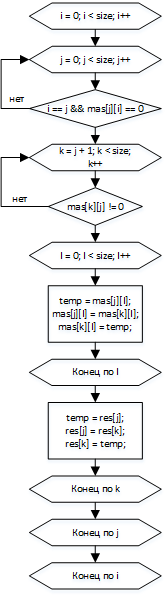 i = 0; i < size; i++
j = 0; j < size; j++
нет
i == j && mas[j][i] == 0
k = j + 1; k < size;
k++
нет
mas[k][j] != 0
l = 0; l < size; l++
temp = mas[j][l];
mas[j][l] = mas[k][l];
mas[k][l] = temp;
Конец по l
temp = res[j];
res[j] = res[k];
res[k] = temp;
Конец по k
Конец по j
Конец по i